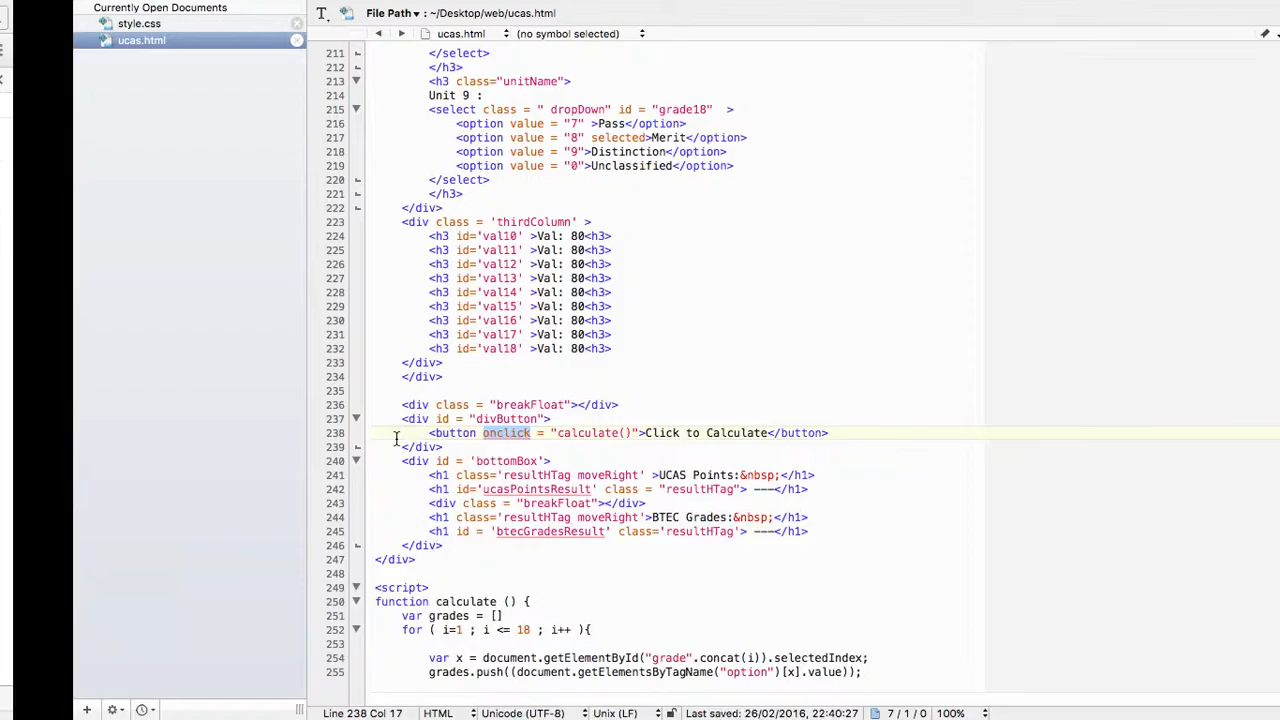 Currently Open Documents
style.css
ucas.html
File Path ▾ : ~/Desktop/web/ucas.html
ucas.html (no symbol selected)
211 </select>
212 </h3>
213 <h3 class="unitName">
214 Unit 9 :
215 <select class = " dropDown" id = "grade18"  >
216 <option value = "7" >Pass</option>
217 <option value = "8" selected>Merit</option>
218 <option value = "9">Distinction</option>
219 <option value = "0">Unclassified</option>
220 </select>
221 </h3>
222 </div>
223 <div class = 'thirdColumn' >
224 <h3 id='val10' >Val: 80<h3>
225 <h3 id='val11' >Val: 80<h3>
226 <h3 id='val12' >Val: 80<h3>
227 <h3 id='val13' >Val: 80<h3>
228 <h3 id='val14' >Val: 80<h3>
229 <h3 id='val15' >Val: 80<h3>
230 <h3 id='val16' >Val: 80<h3>
231 <h3 id='val17' >Val: 80<h3>
232 <h3 id='val18' >Val: 80<h3>
233 </div>
234 </div>
235
236 <div class = "breakFloat"></div>
237 <div id = "divButton">
238 <button onclick = "calculate()">Click to Calculate</button>
239 </div>
240 <div id = 'bottomBox'>
241 <h1 class='resultHTag moveRight' >UCAS Points:&nbsp;</h1>
242 <h1 id='ucasPointsResult' class = "resultHTag"> ---</h1>
243 <div class = "breakFloat"></div>
244 <h1 class='resultHTag moveRight'>BTEC Grades:&nbsp;</h1>
245 <h1 id = 'btecGradesResult' class='resultHTag'> ---</h1>
246 </div>
247 </div>
248
249 <script>
250 function calculate () {
251 var grades = []
252 for ( i=1 ; i <= 18 ; i++ ){
253
254 var x = document.getElementById("grade".concat(i)).selectedIndex;
255 grades.push((document.getElementsByTagName("option")[x].value));
Line 238 Col 17 HTML Unicode (UTF-8) Unix (LF) Last saved: 26/02/2016, 22:40:27 7 / 1 / 0 100%